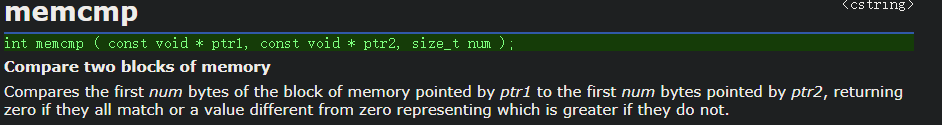 memcmp
<cstring>
int memcmp ( const void * ptr1, const void * ptr2, size_t num );
Compare two blocks of memory
Compares the first num bytes of the block of memory pointed by ptr1 to the first num bytes pointed by ptr2, returning
zero if they all match or a value different from zero representing which is greater if they do not.